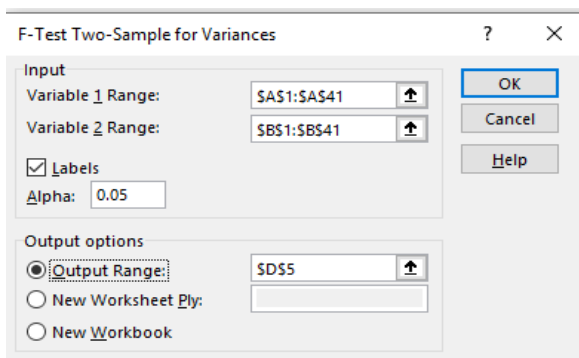 F-Test Two-Sample for Variances ? ×
Input
Variable 1 Range: $A$1:$A$41
Variable 2 Range: $B$1:$B$41
Labels
Alpha: 0.05
OK
Cancel
Help
Output options
Output Range: $D$5
New Worksheet Ply:
New Workbook